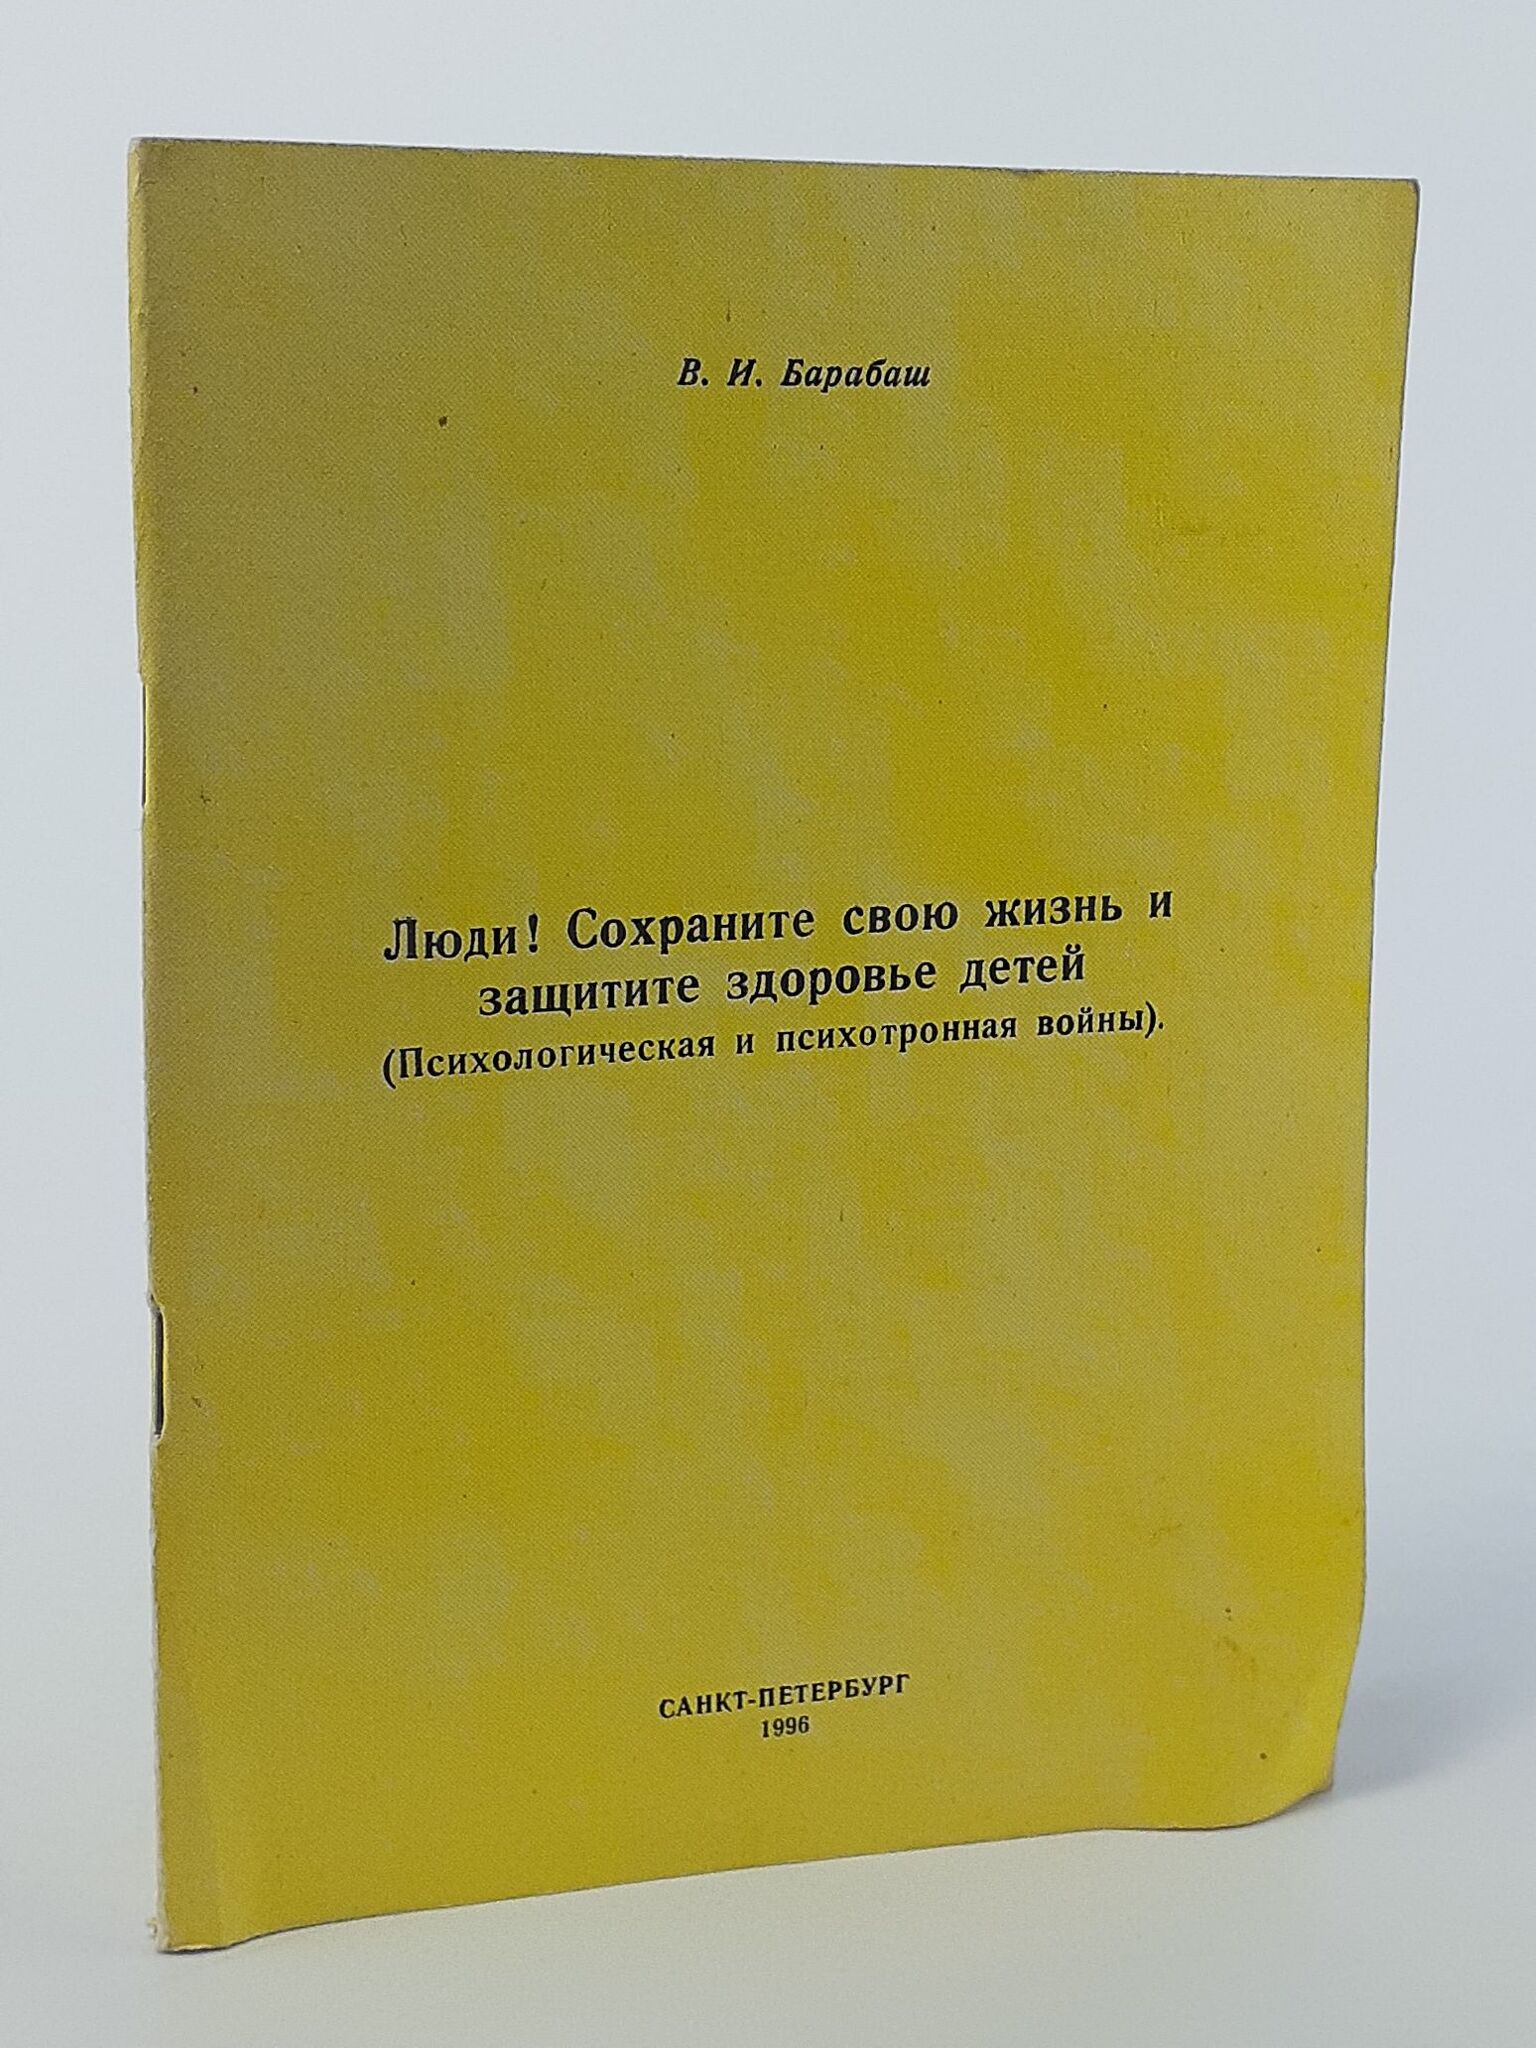 В. И. Барабаш
Люди! Сохраните свою жизнь и
защитите здоровье детей
(Психологическая и психотронная войны).
САНКТ-ПЕТЕРБУРГ
1996